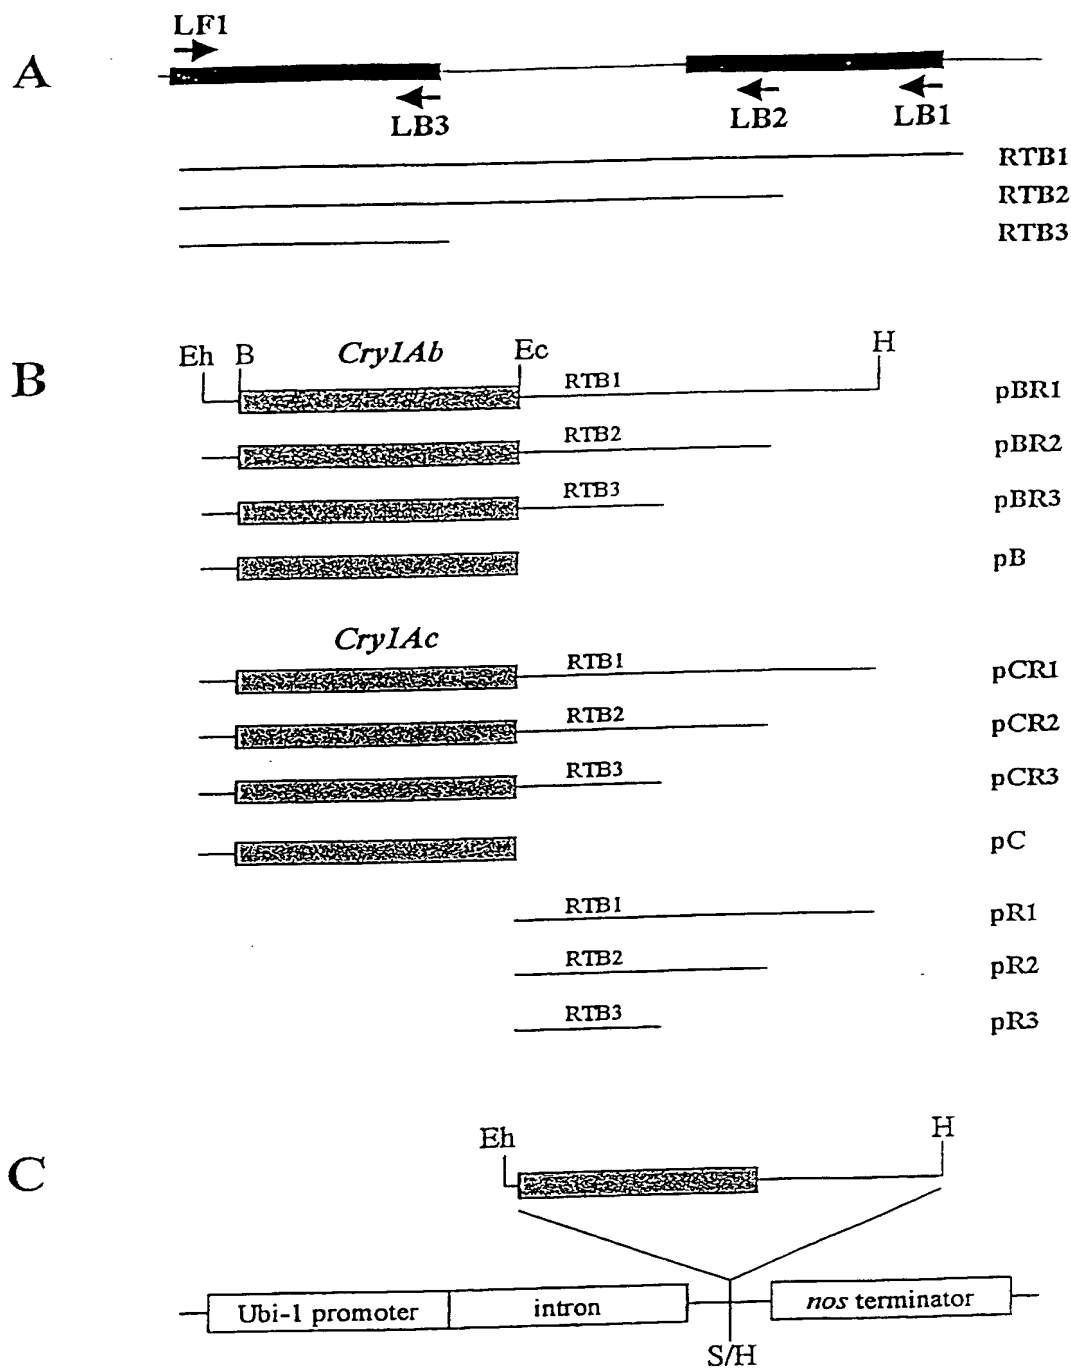 LF1
A
LB3 LB2 LB1
RTB1
RTB2
RTB3
B
Eh B Cry1Ab Ec H
RTB1 pBR1
RTB2 pBR2
RTB3 pBR3
pB
Cry1Ac
RTB1 pCR1
RTB2 pCR2
RTB3 pCR3
pC
RTB1 pR1
RTB2 pR2
RTB3 pR3
C
Eh H
Ubi-1 promoter intron nos terminator
S/H